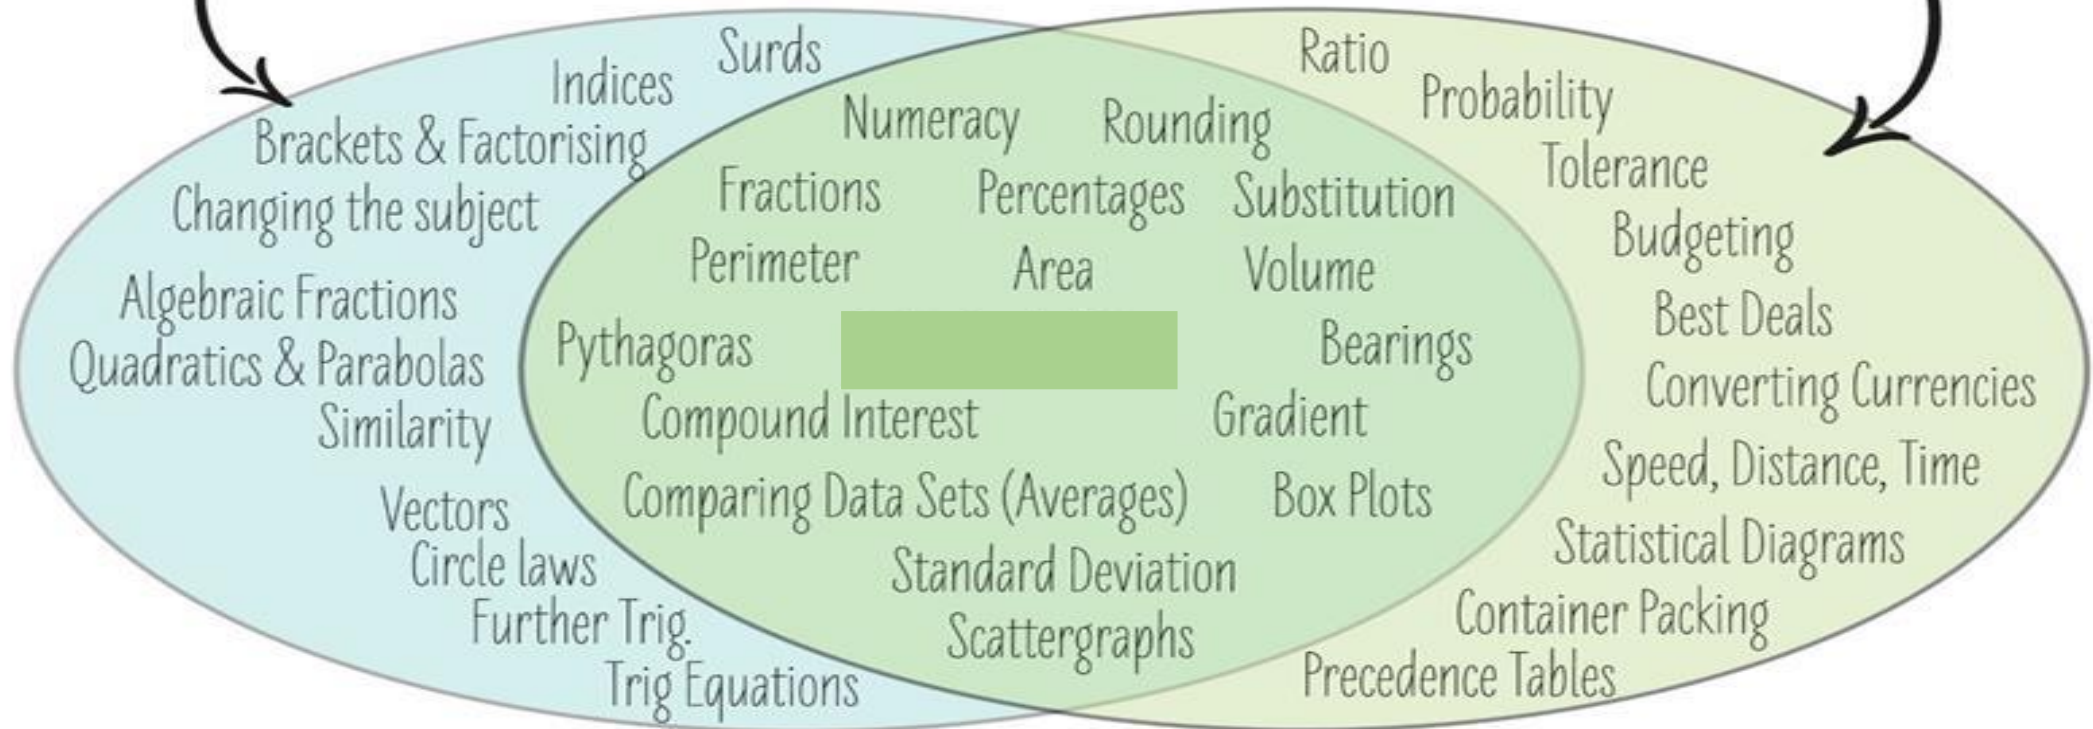 Surds
Indices
Brackets & Factorising
Changing the subject
Algebraic Fractions
Quadratics & Parabolas
Similarity
Vectors
Circle laws
Further Trig.
Trig Equations
Numeracy Rounding
Fractions Percentages Substitution
Perimeter Area Volume
Pythagoras Bearings
Compound Interest Gradient
Comparing Data Sets (Averages) Box Plots
Standard Deviation
Scattergraphs
Ratio
Probability
Tolerance
Budgeting
Best Deals
Converting Currencies
Speed, Distance, Time
Statistical Diagrams
Container Packing
Precedence Tables